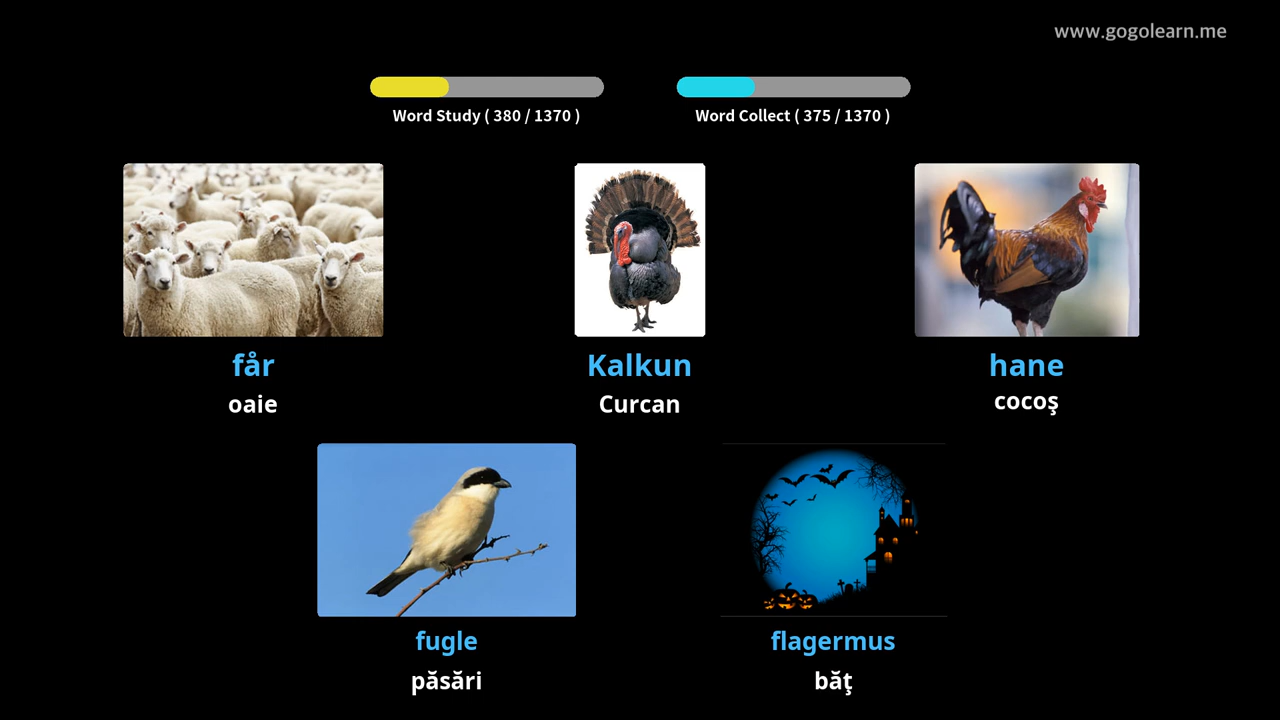 www.gogolearn.me
Word Study ( 380 / 1370 )
Word Collect ( 375 / 1370 )
får
Kalkun
hane
oaie
Curcan
cocoş
fugle
flagermus
păsări
băţ